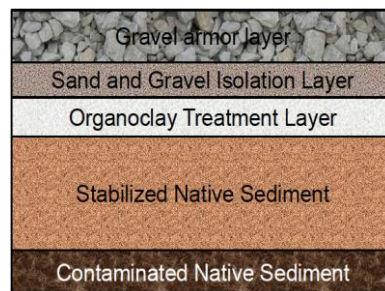 Gravel armor layer
Sand and Gravel Isolation Layer
Organoclay Treatment Layer
Stabilized Native Sediment
Contaminated Native Sediment